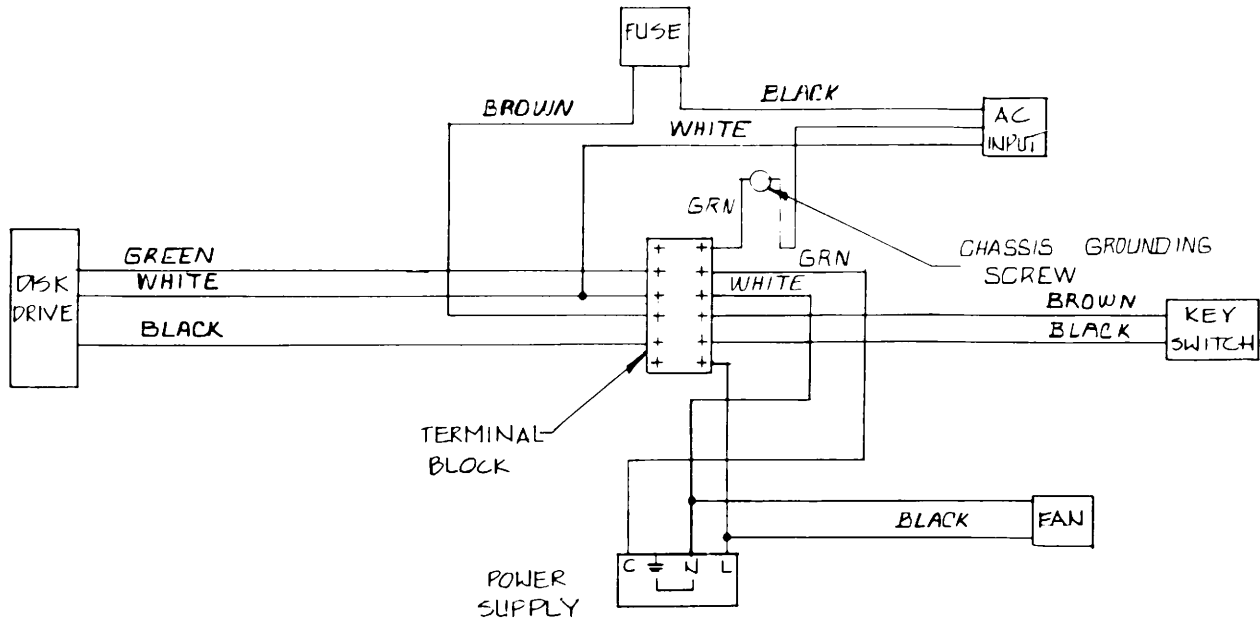 FUSE
BROWN
BLACK
WHITE
AC
INPUT
GRN
GREEN
WHITE
GRN
CHASSIS GROUNDING
SCREW
DISK
DRIVE
WHITE
BLACK
BROWN
BLACK
KEY
SWITCH
TERMINAL
BLOCK
BLACK
FAN
C N L
POWER
SUPPLY